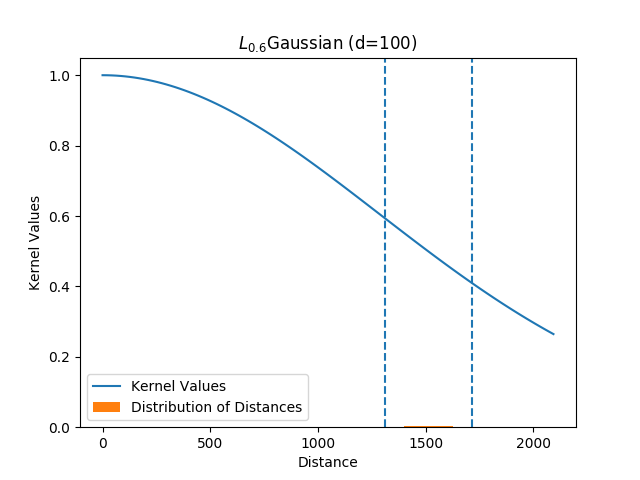 L0.6Gaussian (d=100)
1.0
0.8
0.6
0.4
0.2
0.0
Kernel Values
Kernel Values
Distribution of Distances
0 500 1000 1500 2000
Distance